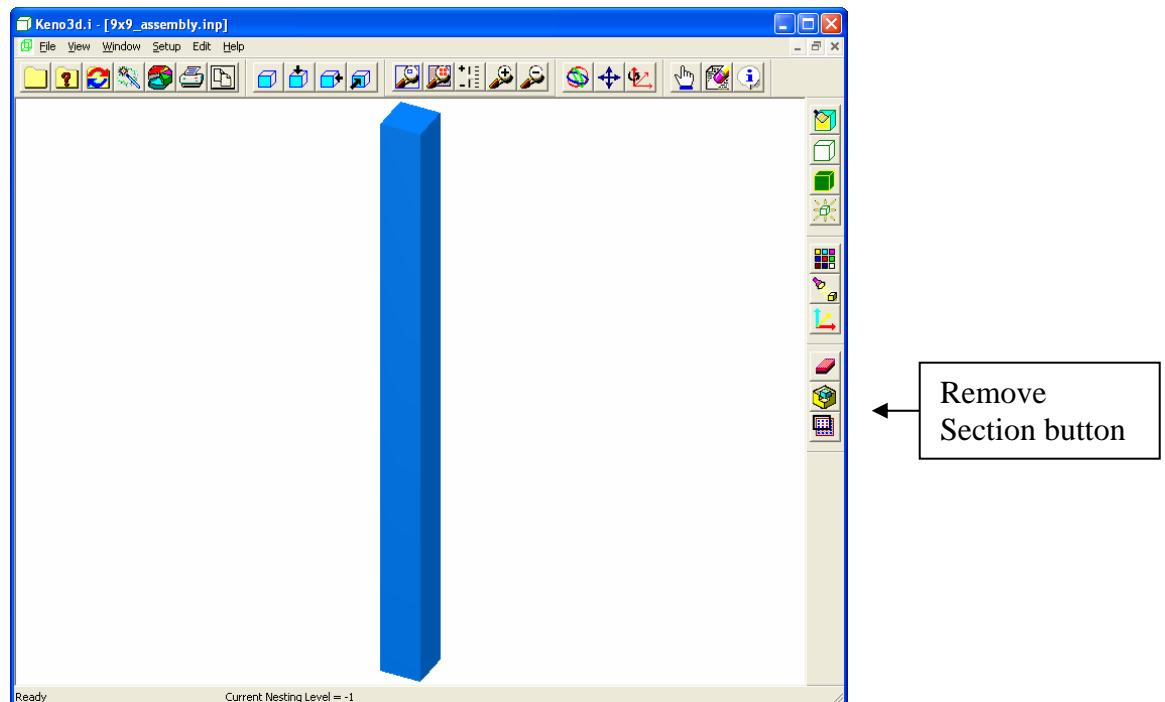 Keno3d.i - [9x9_assembly.inp]
File View Window Setup Edit Help
Remove
Section button
Ready Current Nesting Level = -1